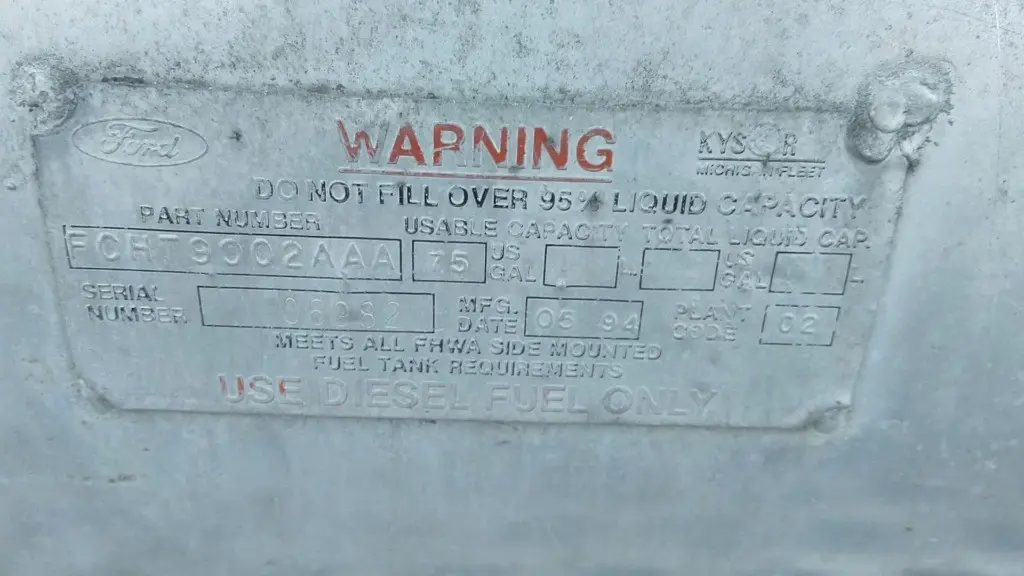 Ford
WARNING
KYSOR
MICHIGAN FLEET
DO NOT FILL OVER 95% LIQUID CAPACITY
PART NUMBER USABLE CAPACITY TOTAL LIQUID CAP.
FCHT9002AAA 75 US GAL - US GAL -
SERIAL NUMBER MFG. DATE 05 94 PLANT CODE 02
MEETS ALL FHWA SIDE MOUNTED
FUEL TANK REQUIREMENTS
USE DIESEL FUEL ONLY